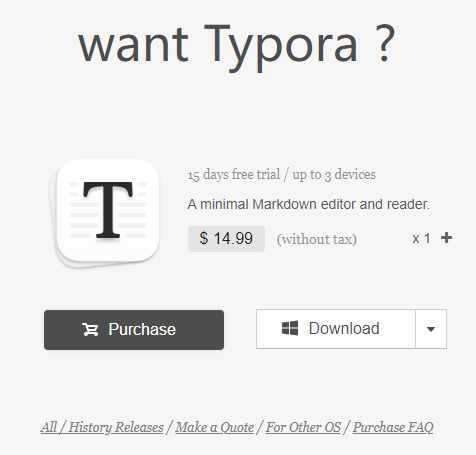 want Typora ?
T
15 days free trial / up to 3 devices
A minimal Markdown editor and reader.
$ 14.99 (without tax) x 1 +
Purchase Download
All / History Releases / Make a Quote / For Other OS / Purchase FAQ